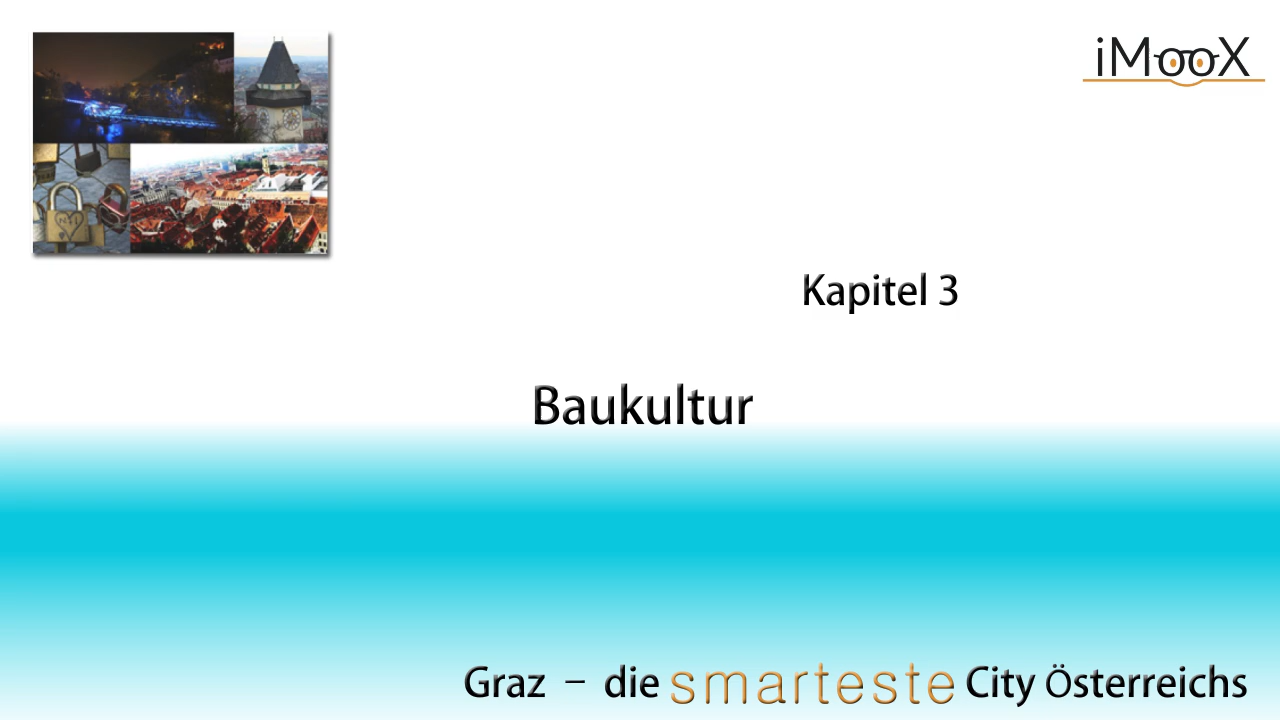 iMooX
Kapitel 3
Baukultur
Graz – die smarteste City Österreichs